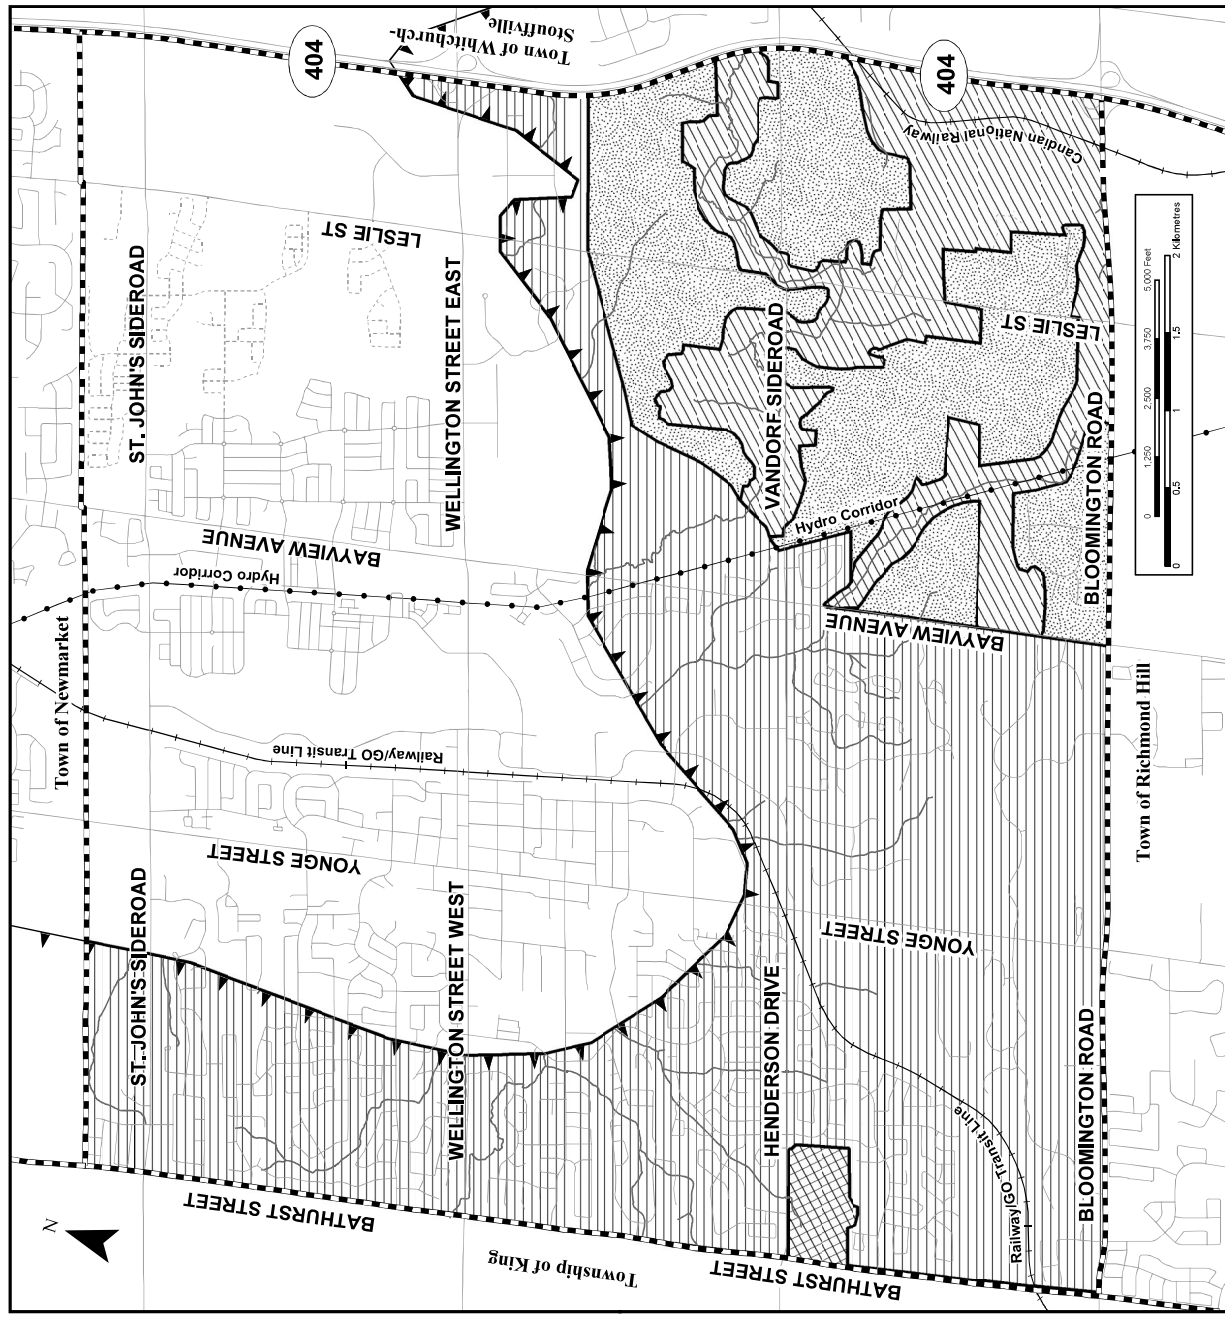 404
Town of Whitchurch-
Stouffville
404
Candian National Railway
ST. JOHN'S SIDEROAD
LESLIE ST
WELLINGTON STREET EAST
VANDORF SIDEROAD
LESLIE ST
BLOOMINGTON ROAD
BAYVIEW AVENUE
Hydro Corridor
Hydro Corridor
BAYVIEW AVENUE
Town of Newmarket
Town of Richmond Hill
Railway/GO Transit Line
YONGE STREET
YONGE STREET
ST. JOHN'S SIDEROAD
WELLINGTON STREET WEST
HENDERSON DRIVE
BLOOMINGTON ROAD
Railway/GO Transit Line
BATHURST STREET
BATHURST STREET
Township of King
N
0 1,250 2,500 3,750 5,000 Feet
0 0.5 1 1.5 2 Kilometres